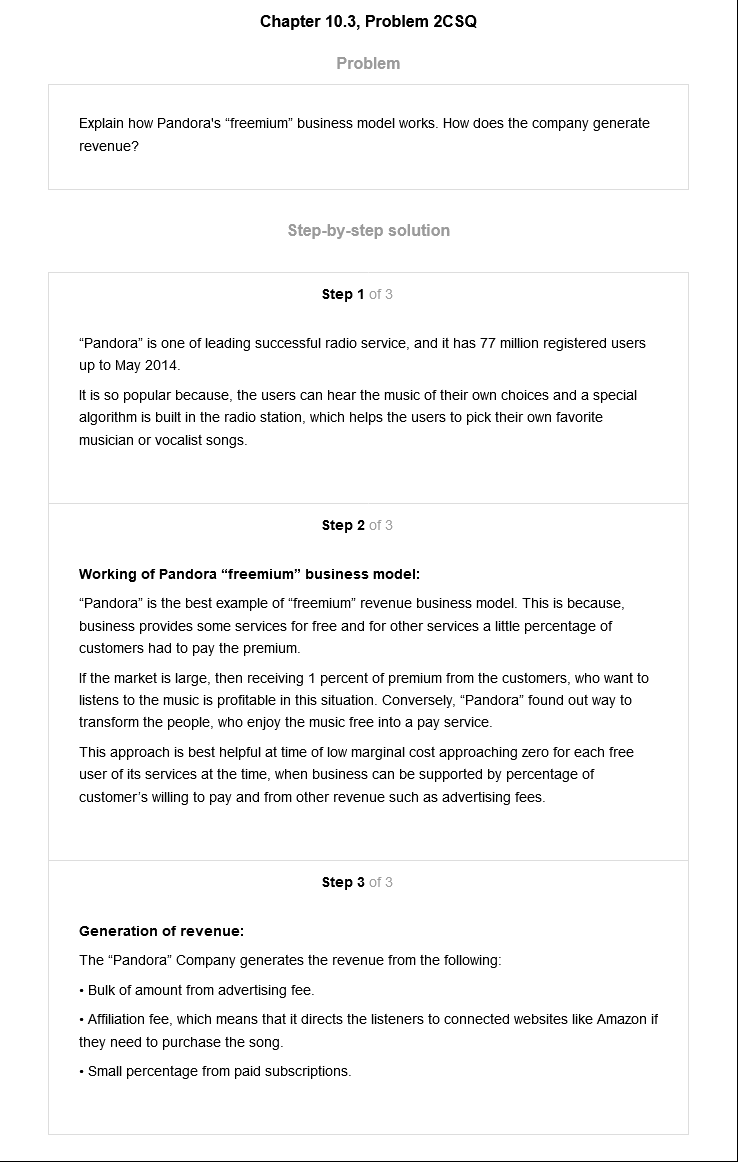 Chapter 10.3, Problem 2CSQ
Problem
Explain how Pandora's “freemium” business model works. How does the company generate
revenue?
Step-by-step solution
Step 1 of 3
“Pandora” is one of leading successful radio service, and it has 77 million registered users
up to May 2014.
It is so popular because, the users can hear the music of their own choices and a special
algorithm is built in the radio station, which helps the users to pick their own favorite
musician or vocalist songs.
Step 2 of 3
Working of Pandora “freemium” business model:
“Pandora” is the best example of “freemium” revenue business model. This is because,
business provides some services for free and for other services a little percentage of
customers had to pay the premium.
If the market is large, then receiving 1 percent of premium from the customers, who want to
listens to the music is profitable in this situation. Conversely, “Pandora” found out way to
transform the people, who enjoy the music free into a pay service.
This approach is best helpful at time of low marginal cost approaching zero for each free
user of its services at the time, when business can be supported by percentage of
customer’s willing to pay and from other revenue such as advertising fees.
Step 3 of 3
Generation of revenue:
The “Pandora” Company generates the revenue from the following:
• Bulk of amount from advertising fee.
• Affiliation fee, which means that it directs the listeners to connected websites like Amazon if
they need to purchase the song.
• Small percentage from paid subscriptions.